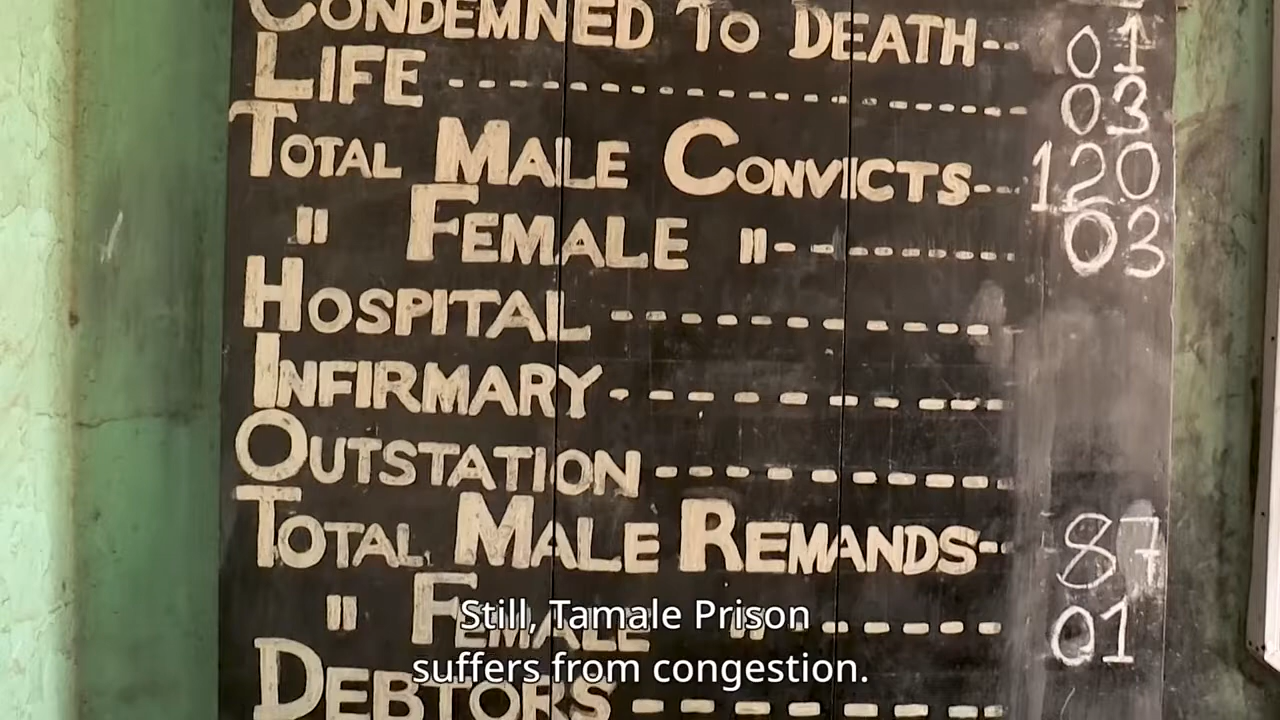 CONDEMNED TO DEATH-- 01
LIFE ---------------- 03
TOTAL MALE CONVICTS--- 120
" FEMALE "-------- 03
HOSPITAL ----------
INFIRMARY----------
OUTSTATION----------
TOTAL MALE REMANDS-- 87
" FEMALE " ------ 01
DEBTORS ---------
Still, Tamale Prison
suffers from congestion.